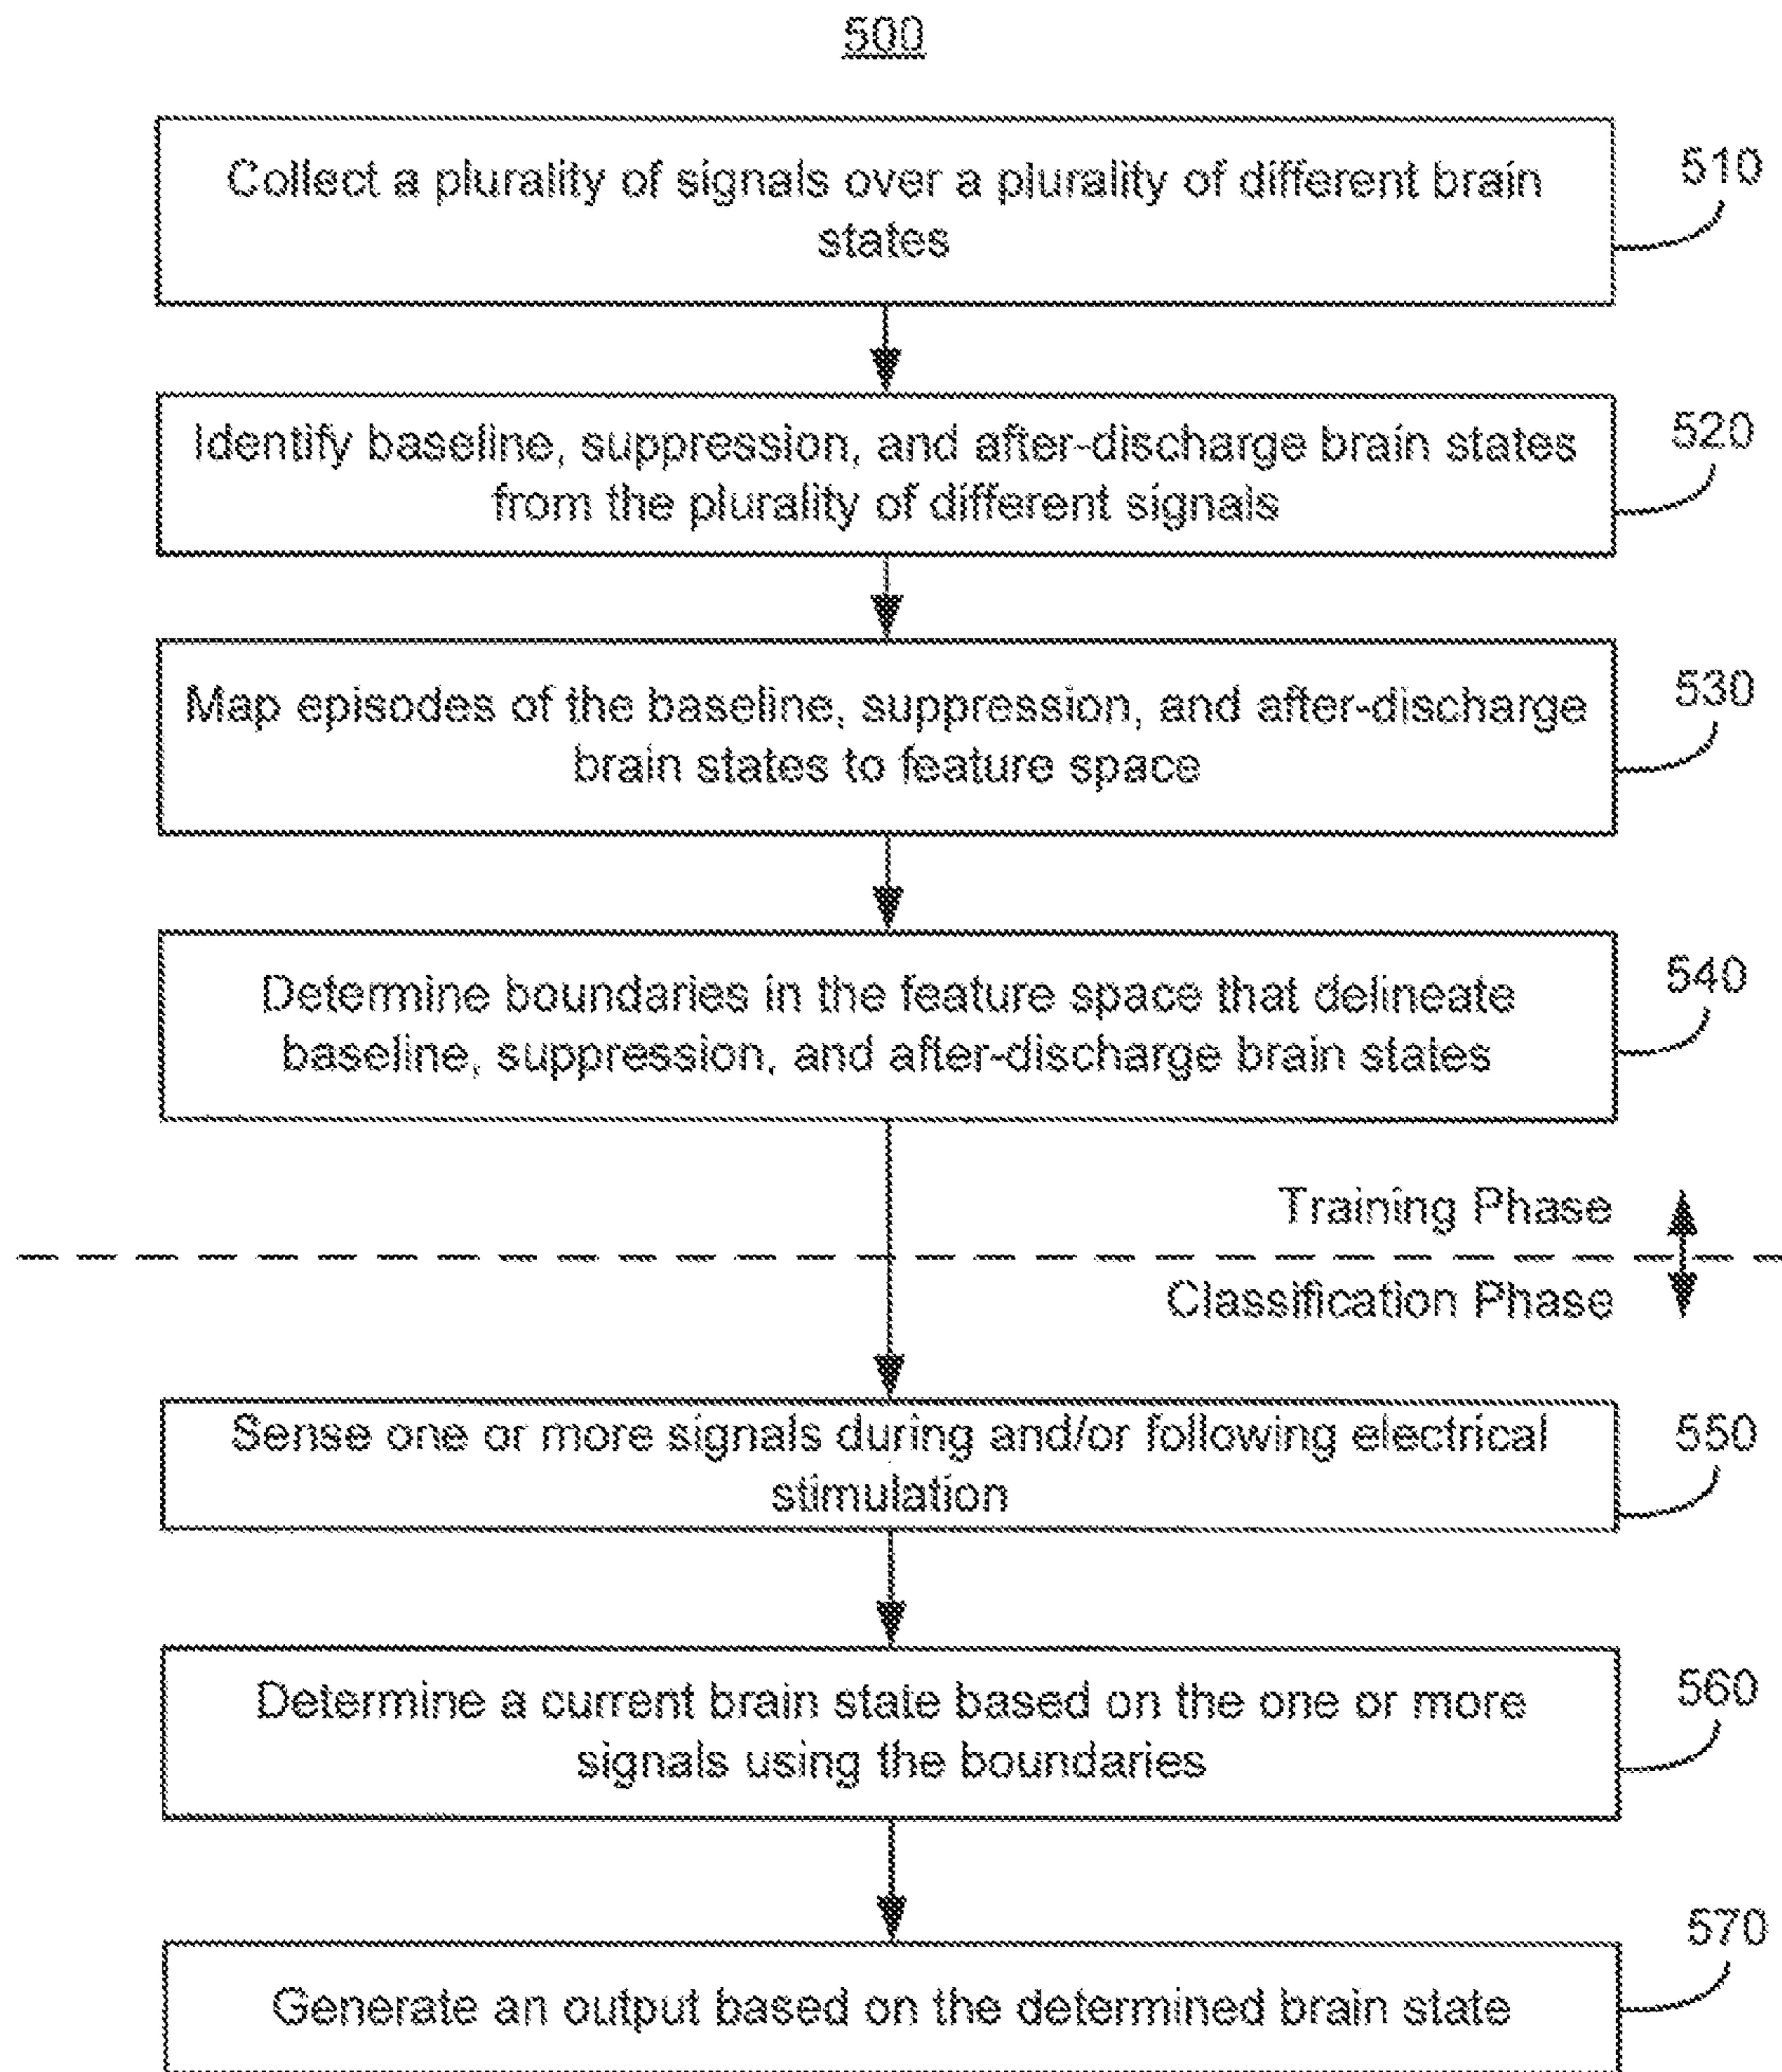 500
Collect a plurality of signals over a plurality of different brain
states
510
Identify baseline, suppression, and after-discharge brain states
from the plurality of different signals
520
Map episodes of the baseline, suppression, and after-discharge
brain states to feature space
530
Determine boundaries in the feature space that delineate
baseline, suppression, and after-discharge brain states
540
Training Phase
Classification Phase
Sense one or more signals during and/or following electrical
stimulation
550
Determine a current brain state based on the one or more
signals using the boundaries
560
Generate an output based on the determined brain state
570